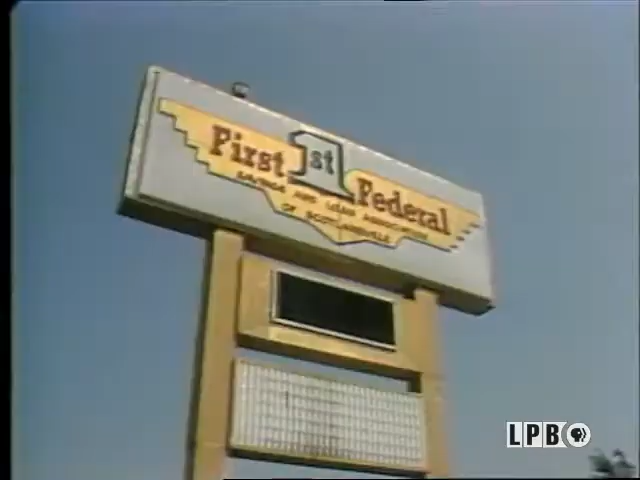 First 1st Federal
SAVINGS AND LOAN ASSOCIATION
OF SCOTLANDVILLE
LPB